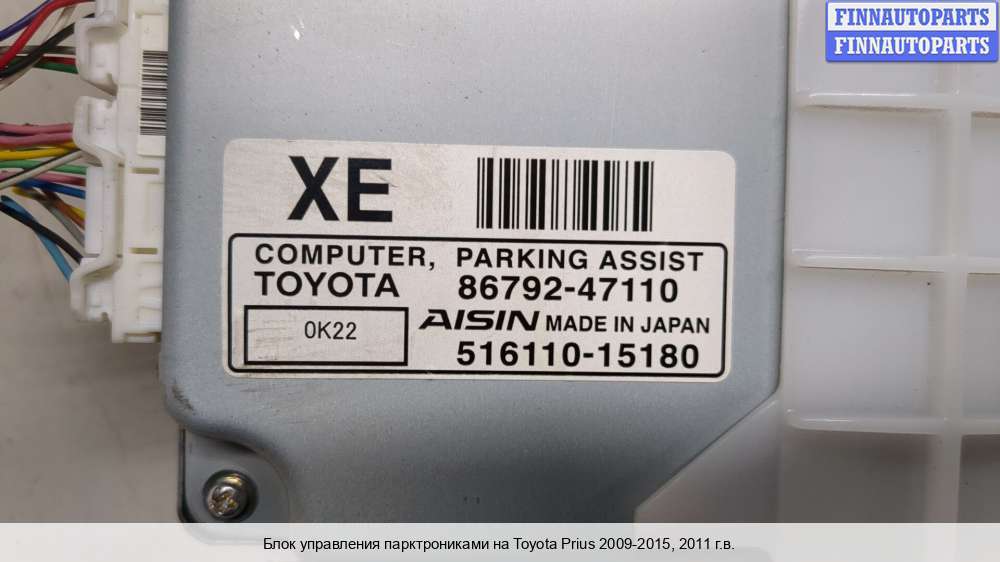 FINNAUTOPARTS
FINNAUTOPARTS
XE
COMPUTER, PARKING ASSIST
TOYOTA 86792-47110
0K22 AISIN MADE IN JAPAN
516110-15180
Блок управления парктрониками на Toyota Prius 2009-2015, 2011 г.в.